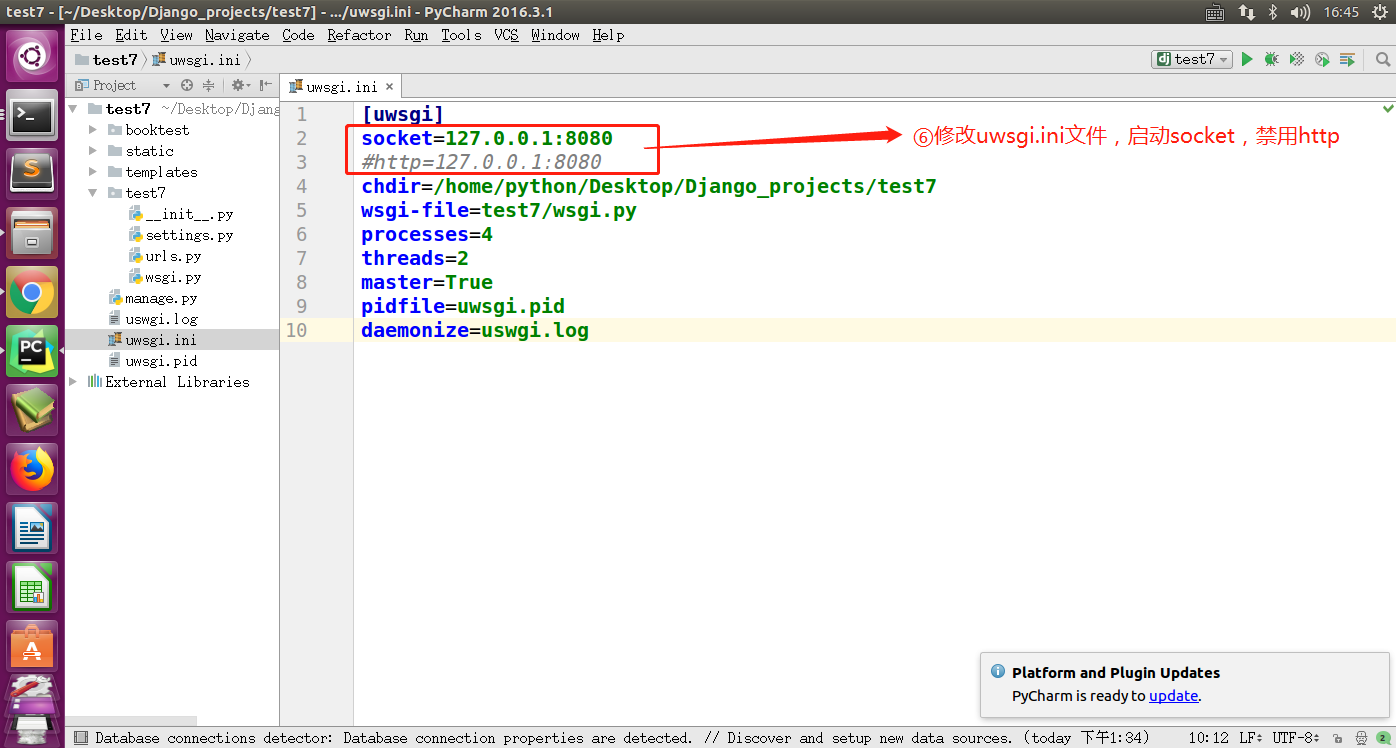 test7 - [~/Desktop/Django_projects/test7] - .../uwsgi.ini - PyCharm 2016.3.1
16:45
File Edit View Navigate Code Refactor Run Tools VCS Window Help
test7 uwsgi.ini
test7
Project
uwsgi.ini ×
test7 ~/Desktop/Djang
booktest
static
templates
test7
__init__.py
settings.py
urls.py
wsgi.py
manage.py
uswgi.log
uwsgi.ini
uwsgi.pid
External Libraries
1 [uwsgi]
2 socket=127.0.0.1:8080
3 #http=127.0.0.1:8080
4 chdir=/home/python/Desktop/Django_projects/test7
5 wsgi-file=test7/wsgi.py
6 processes=4
7 threads=2
8 master=True
9 pidfile=uwsgi.pid
10 daemonize=uswgi.log
⑥修改uwsgi.ini文件，启动socket，禁用http
PC
Platform and Plugin Updates
PyCharm is ready to update.
Database connections detector: Database connection properties are detected. // Discover and setup new data sources. (today 下午1:34)
10:12 LF UTF-8 2